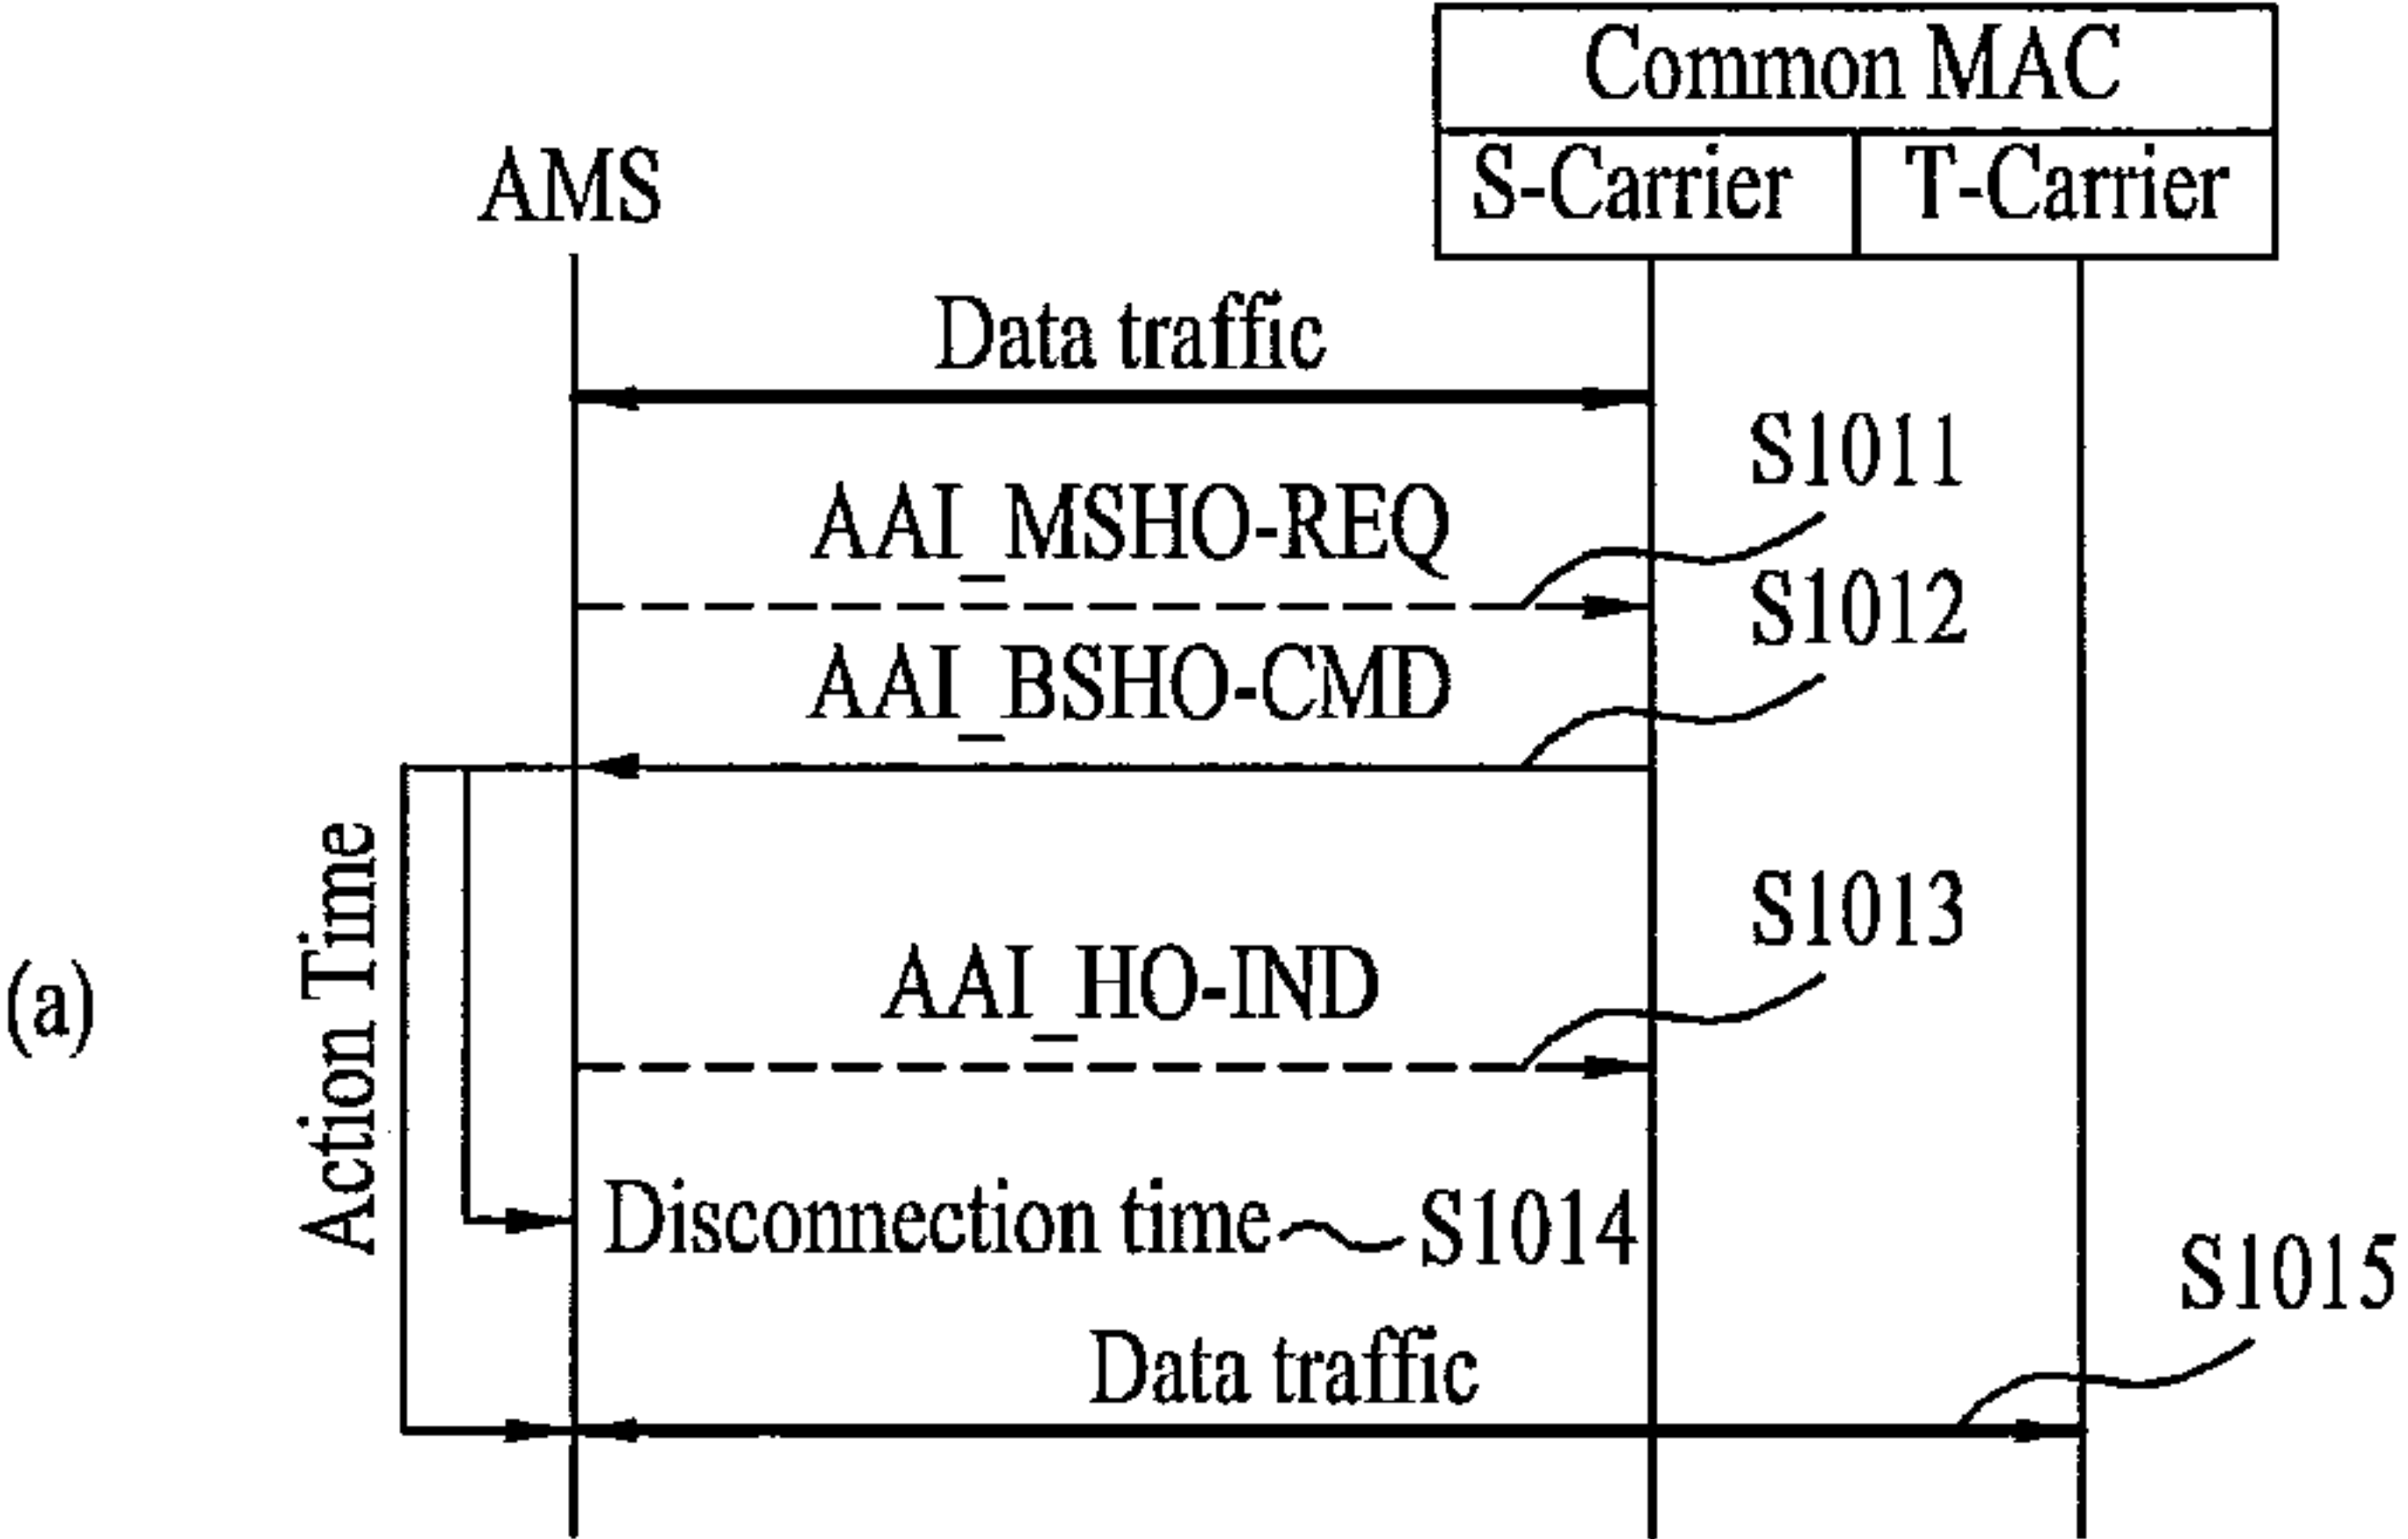 Common MAC
AMS
S-Carrier
T-Carrier
Data traffic
S1011
AAI_MSHO-REQ
S1012
AAI_BSHO-CMD
Action Time
S1013
(a)
AAI_HO-IND
Disconnection time
S1014
S1015
Data traffic